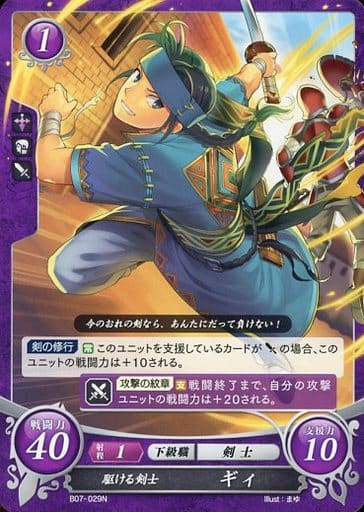 1
今のおれの剣なら、あんたにだって負けない！
剣の修行 常 このユニットを支援しているカードが の場合、この
ユニットの戦闘力は＋10される。
攻撃の紋章 支 戦闘終了まで、自分の攻撃
ユニットの戦闘力は＋20される。
戦闘力
40
射程 1
下級職
剣士
支援力
10
駆ける剣士
ギィ
B07-029N
Illust：まゆ